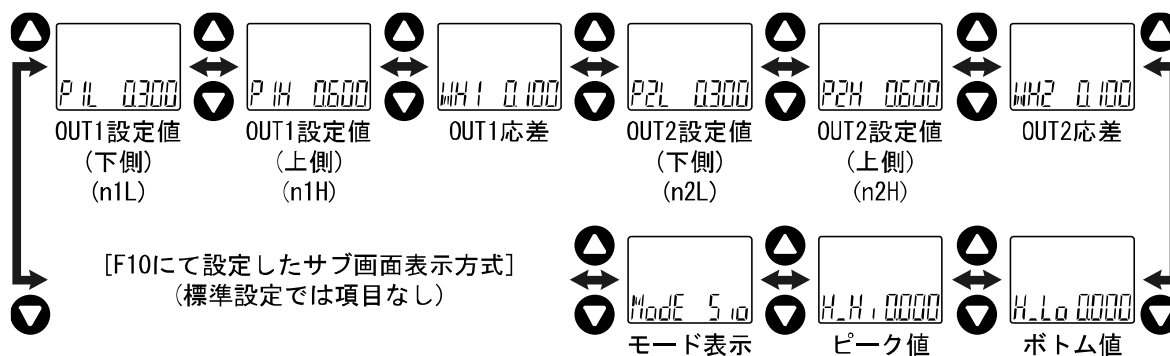 P1L 0.300
OUT1設定値
(下側)
(n1L)
P1H 0.600
OUT1設定値
(上側)
(n1H)
WH1 0.100
OUT1応差
P2L 0.300
OUT2設定値
(下側)
(n2L)
P2H 0.600
OUT2設定値
(上側)
(n2H)
WH2 0.100
OUT2応差
[F10にて設定したサブ画面表示方式]
(標準設定では項目なし)
ModE Sio
モード表示
H_Hi 0.000
ピーク値
H_Lo 0.000
ボトム値